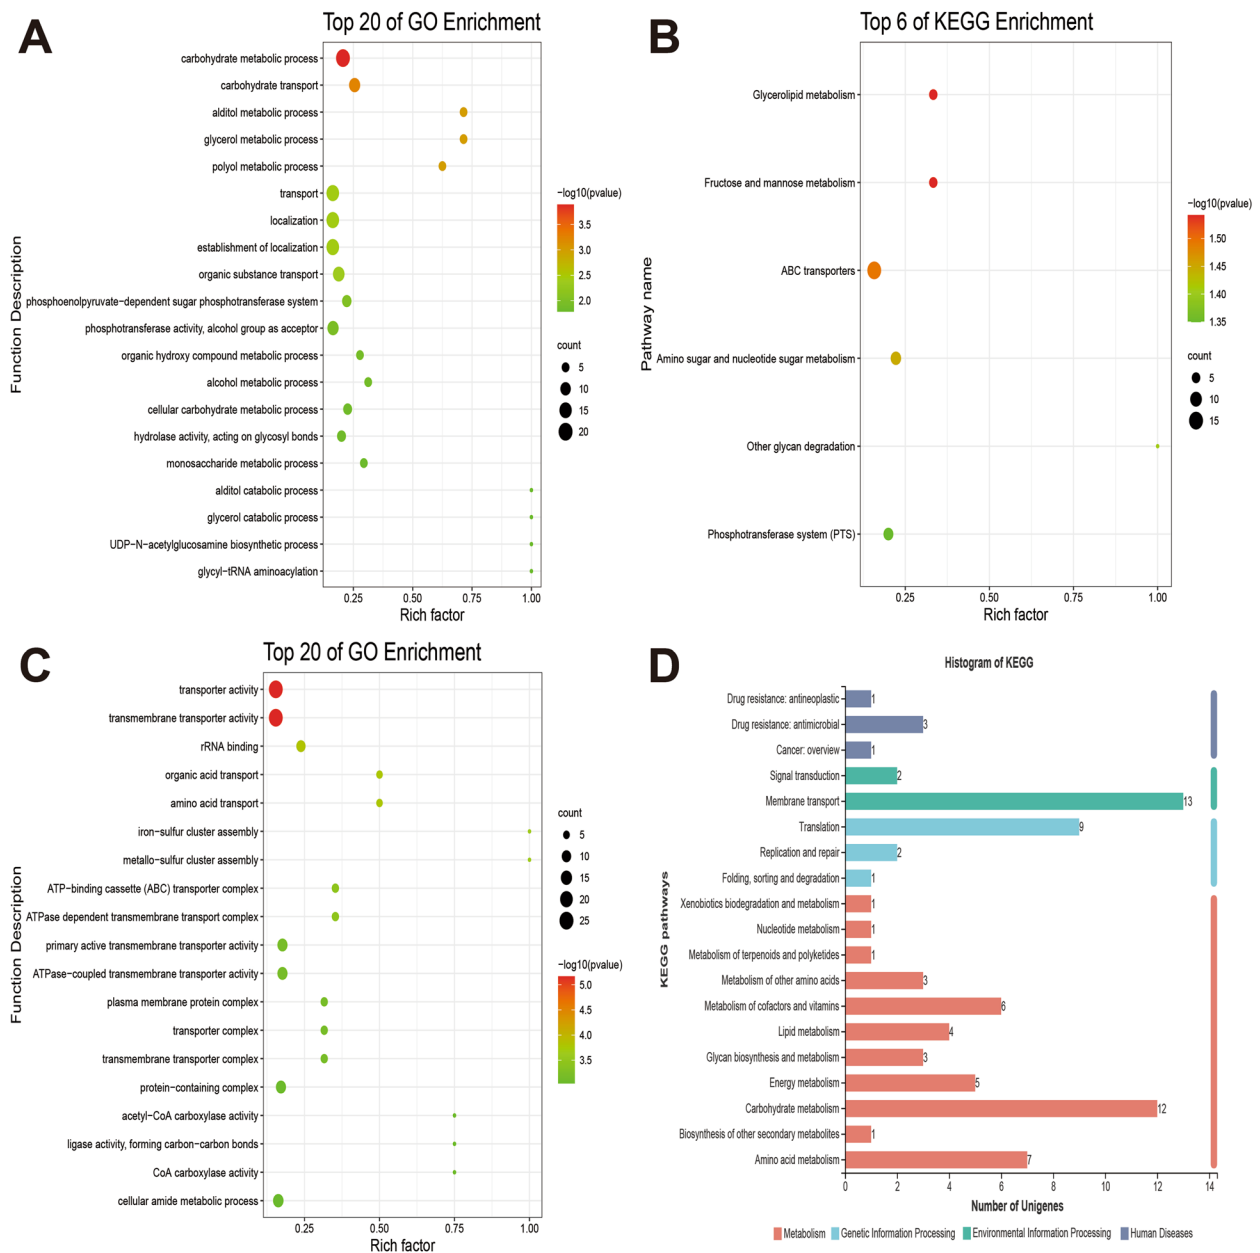 A
Top 20 of GO Enrichment
Function Description
carbohydrate metabolic process
carbohydrate transport
alditol metabolic process
glycerol metabolic process
polyol metabolic process
transport
localization
establishment of localization
organic substance transport
phosphoenolpyruvate−dependent sugar phosphotransferase system
phosphotransferase activity, alcohol group as acceptor
organic hydroxy compound metabolic process
alcohol metabolic process
cellular carbohydrate metabolic process
hydrolase activity, acting on glycosyl bonds
monosaccharide metabolic process
alditol catabolic process
glycerol catabolic process
UDP−N−acetylglucosamine biosynthetic process
glycyl−tRNA aminoacylation
0.25 0.50 0.75 1.00
Rich factor
−log10(pvalue)
3.5
3.0
2.5
2.0
count
5
10
15
20
B
Top 6 of KEGG Enrichment
Pathway name
Glycerolipid metabolism
Fructose and mannose metabolism
ABC transporters
Amino sugar and nucleotide sugar metabolism
Other glycan degradation
Phosphotransferase system (PTS)
0.25 0.50 0.75 1.00
Rich factor
−log10(pvalue)
1.50
1.45
1.40
1.35
count
5
10
15
C
Top 20 of GO Enrichment
Function Description
transporter activity
transmembrane transporter activity
rRNA binding
organic acid transport
amino acid transport
iron−sulfur cluster assembly
metallo−sulfur cluster assembly
ATP−binding cassette (ABC) transporter complex
ATPase dependent transmembrane transport complex
primary active transmembrane transporter activity
ATPase−coupled transmembrane transporter activity
plasma membrane protein complex
transporter complex
transmembrane transporter complex
protein−containing complex
acetyl−CoA carboxylase activity
ligase activity, forming carbon−carbon bonds
CoA carboxylase activity
cellular amide metabolic process
0.25 0.50 0.75 1.00
Rich factor
count
5
10
15
20
25
−log10(pvalue)
5.0
4.5
4.0
3.5
D
Histogram of KEGG
KEGG pathways
Drug resistance: antineoplastic 1
Drug resistance: antimicrobial 3
Cancer: overview 1
Signal transduction 2
Membrane transport 13
Translation 9
Replication and repair 2
Folding, sorting and degradation 1
Xenobiotics biodegradation and metabolism 1
Nucleotide metabolism 1
Metabolism of terpenoids and polyketides 1
Metabolism of other amino acids 3
Metabolism of cofactors and vitamins 6
Lipid metabolism 4
Glycan biosynthesis and metabolism 3
Energy metabolism 5
Carbohydrate metabolism 12
Biosynthesis of other secondary metabolites 1
Amino acid metabolism 7
0 2 4 6 8 10 12 14
Number of Unigenes
Metabolism Genetic Information Processing Environmental Information Processing Human Diseases